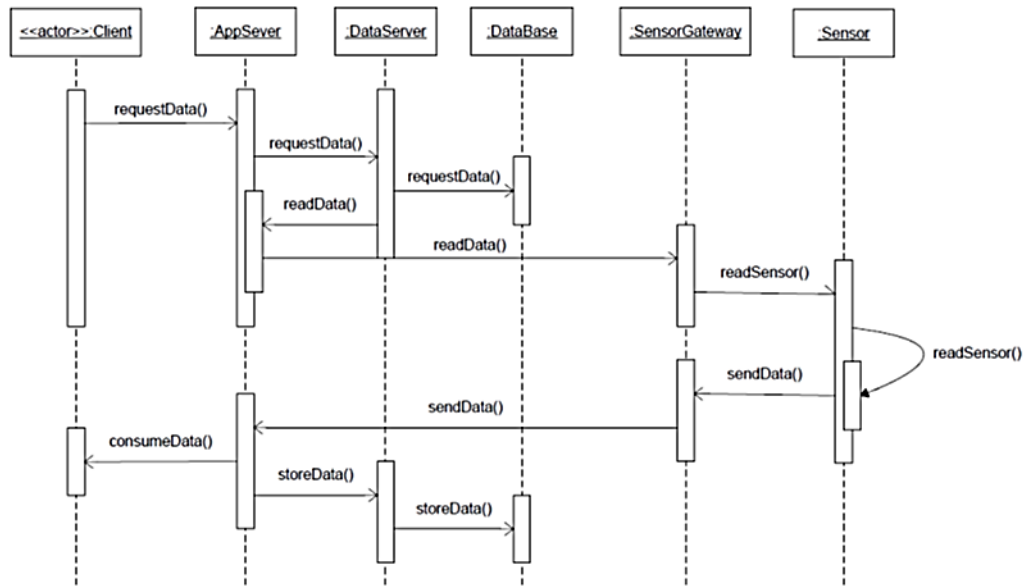 <<actor>>:Client
:AppSever
:DataServer
:DataBase
:SensorGateway
:Sensor
requestData()
requestData()
requestData()
readData()
readData()
readSensor()
readSensor()
sendData()
sendData()
consumeData()
storeData()
storeData()